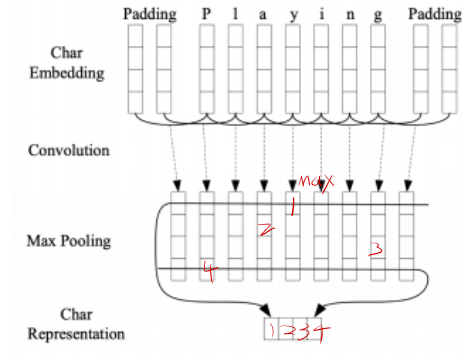 Padding P l a y i n g Padding
Char
Embedding
Convolution
max
1
2
Max Pooling
3
4
Char
Representation
1234